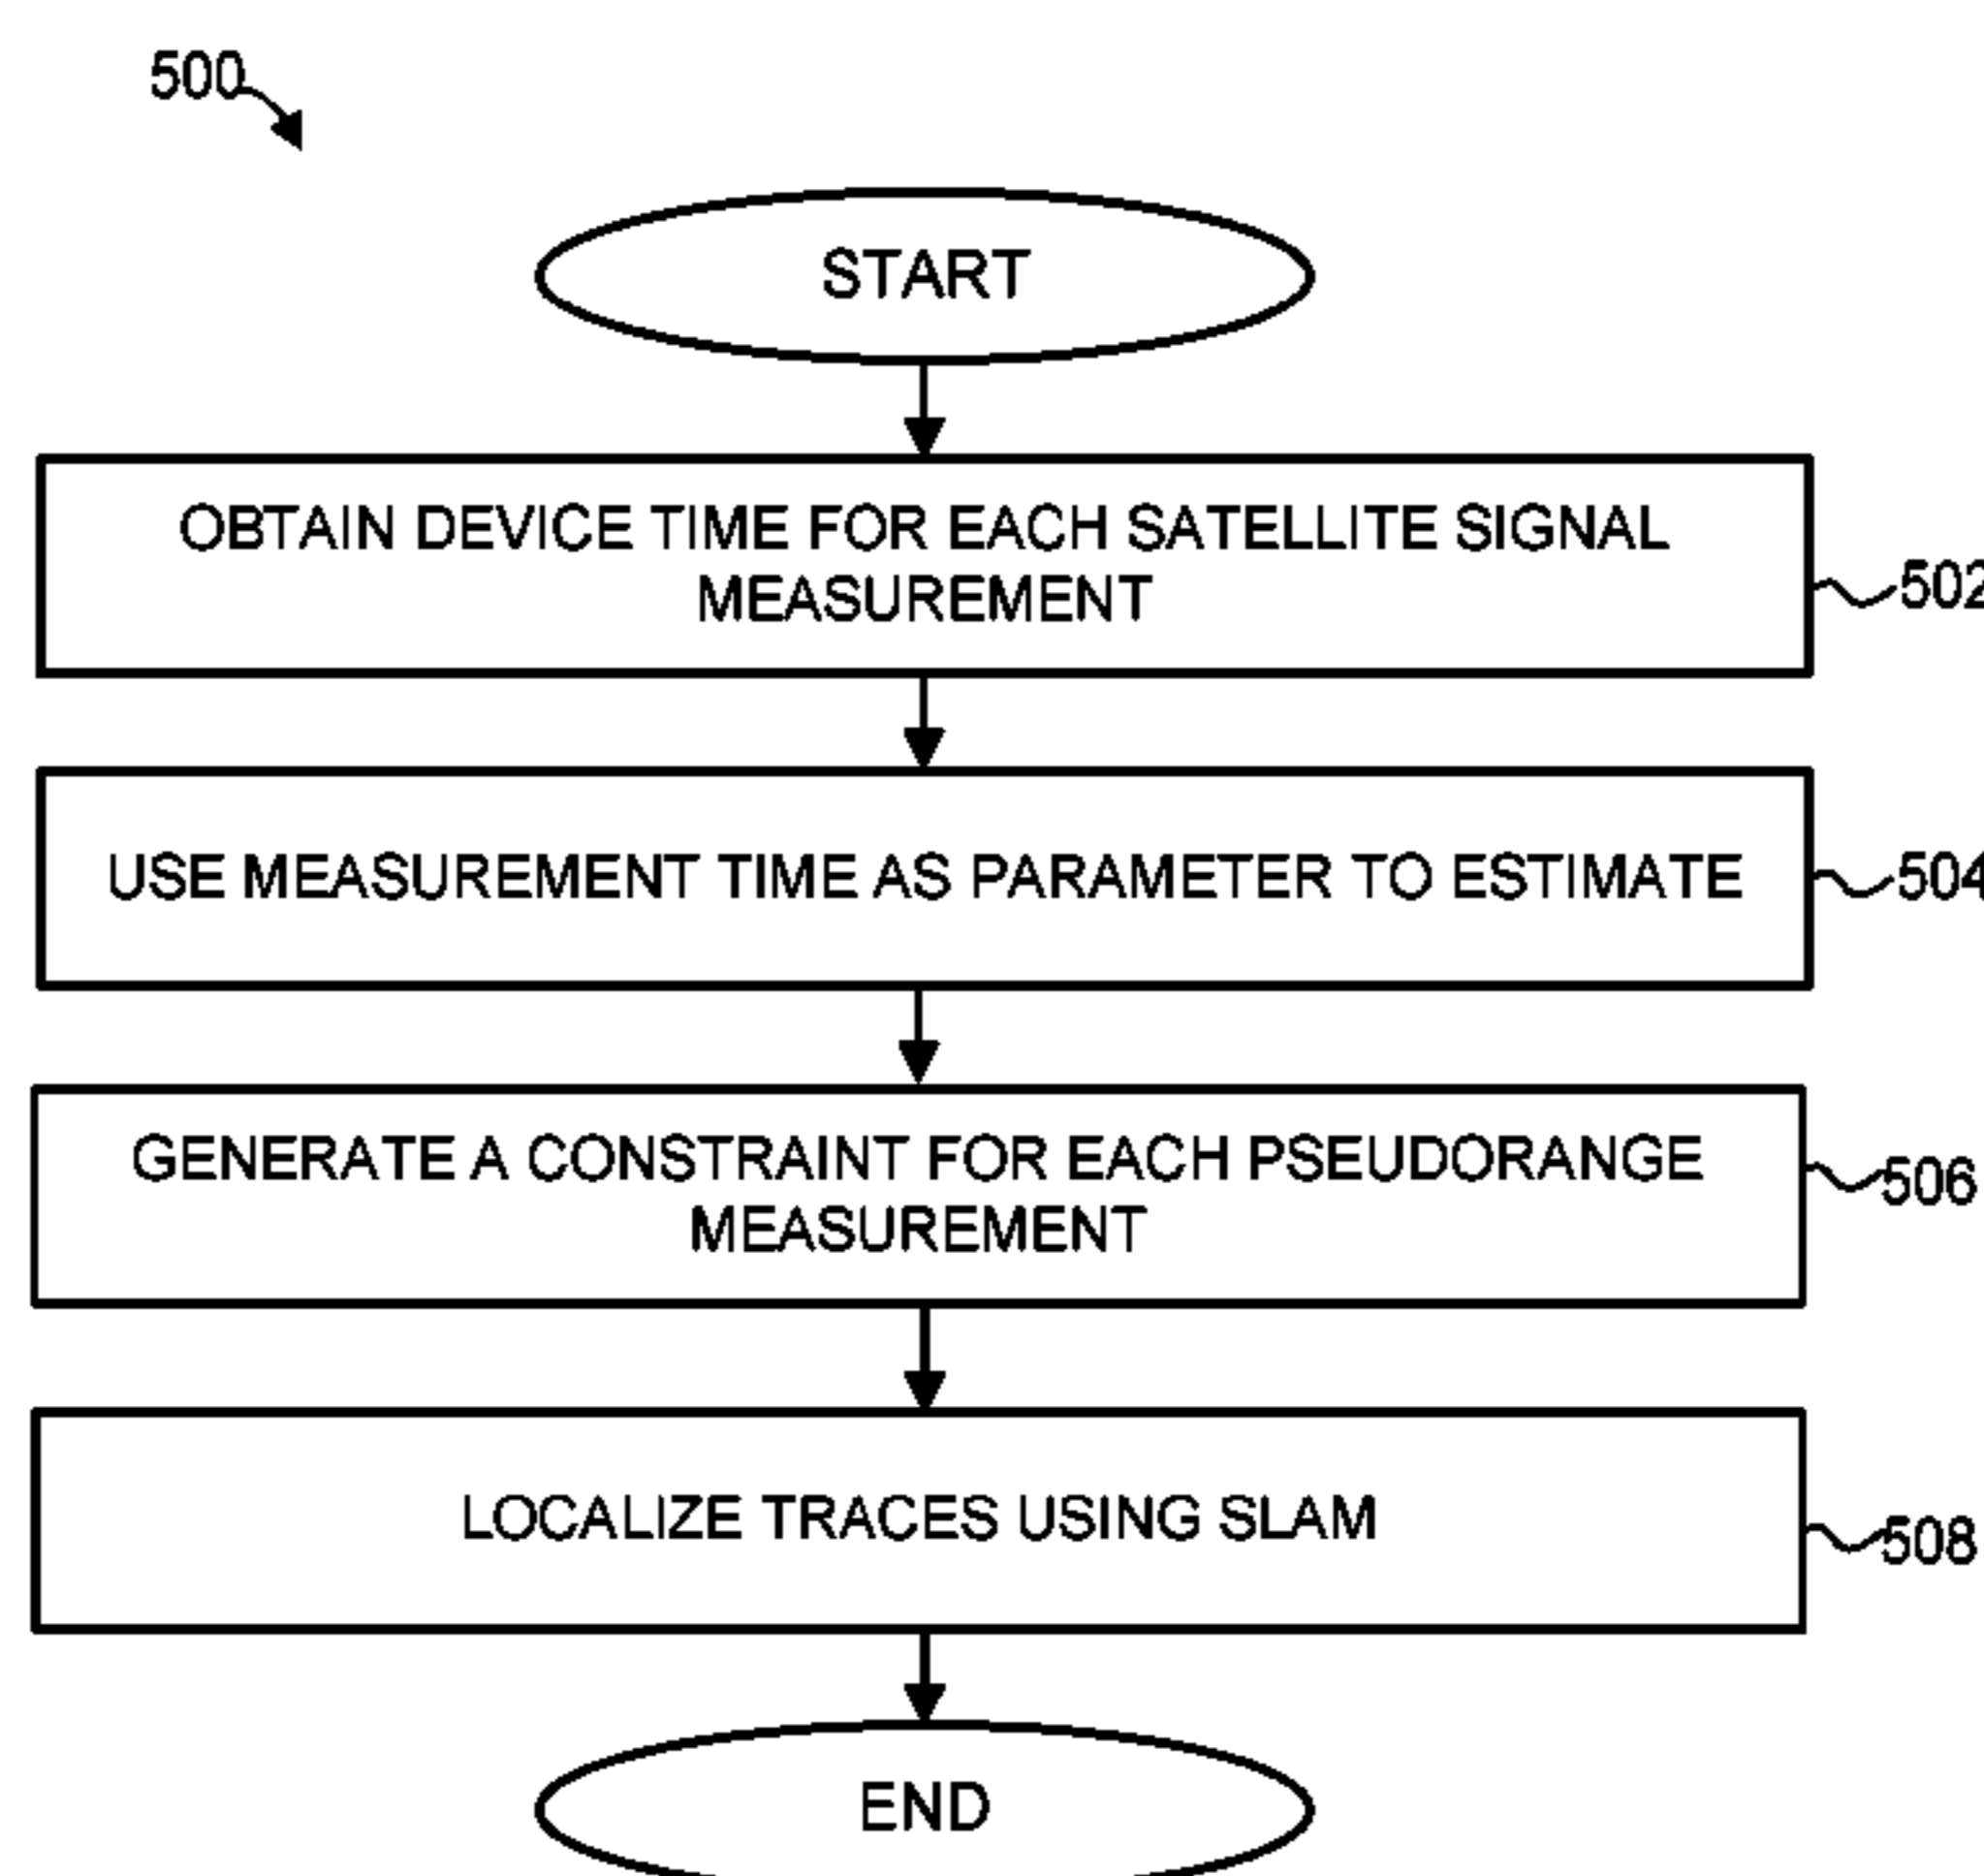 500
START
OBTAIN DEVICE TIME FOR EACH SATELLITE SIGNAL
MEASUREMENT
502
USE MEASUREMENT TIME AS PARAMETER TO ESTIMATE
504
GENERATE A CONSTRAINT FOR EACH PSEUDORANGE
MEASUREMENT
506
LOCALIZE TRACES USING SLAM
508
END